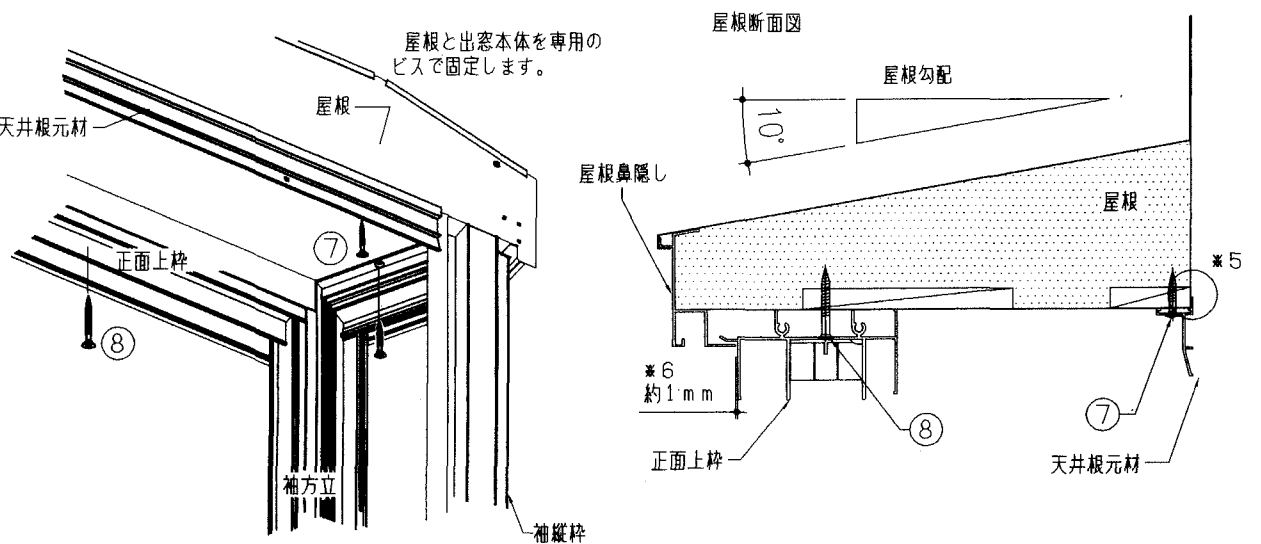 屋根と出窓本体を専用の
ビスで固定します。
屋根
天井根元材
正面上枠
⑦
⑧
袖方立
袖縦枠
屋根断面図
屋根勾配
10°
屋根鼻隠し
屋根
※5
※6
約1mm
⑧
⑦
正面上枠
天井根元材